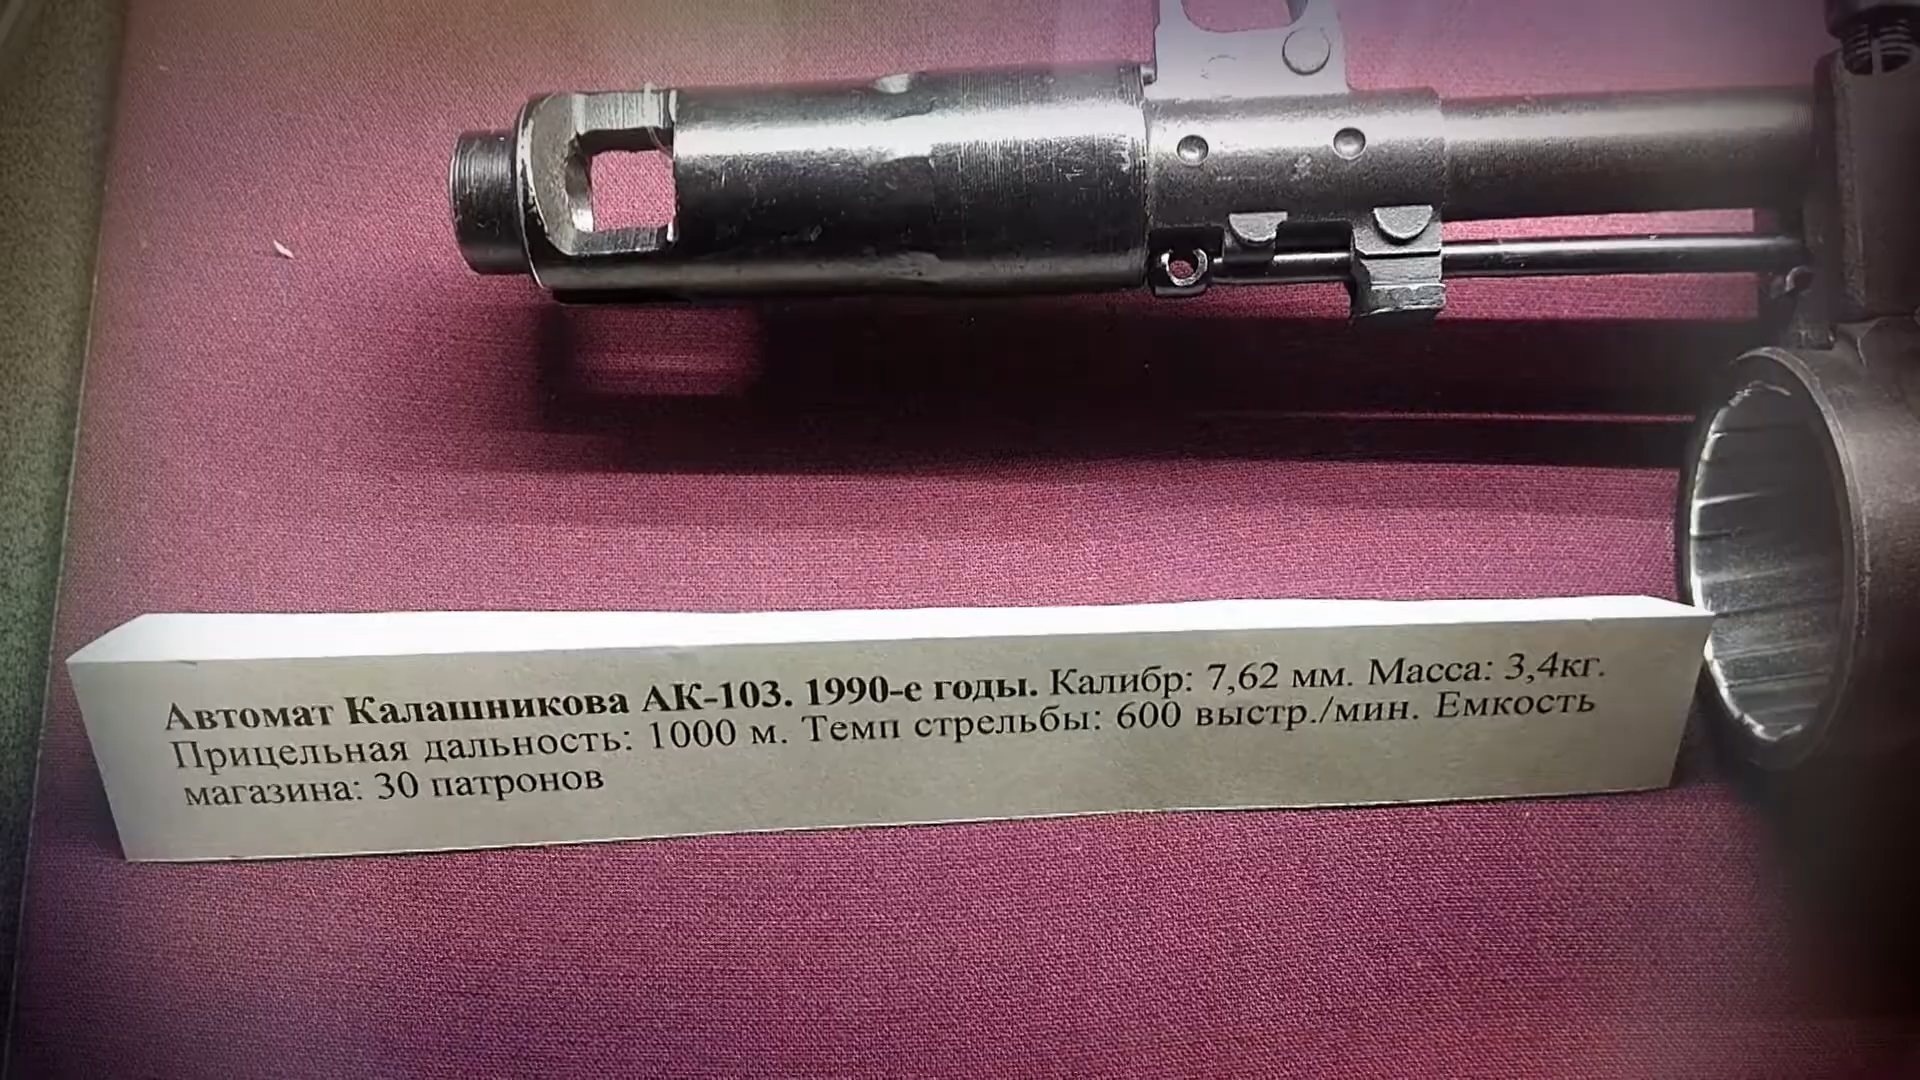 Автомат Калашникова АК-103. 1990-е годы. Калибр: 7,62 мм. Масса: 3,4кг.
Прицельная дальность: 1000 м. Темп стрельбы: 600 выстр./мин. Емкость
магазина: 30 патронов